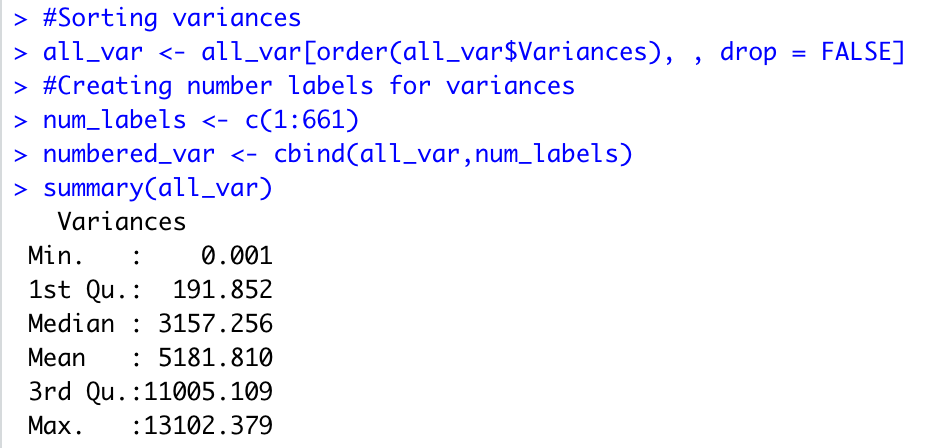 > #Sorting variances
> all_var <- all_var[order(all_var$Variances), , drop = FALSE]
> #Creating number labels for variances
> num_labels <- c(1:661)
> numbered_var <- cbind(all_var,num_labels)
> summary(all_var)
   Variances
 Min.   :    0.001
 1st Qu.:  191.852
 Median : 3157.256
 Mean   : 5181.810
 3rd Qu.:11005.109
 Max.   :13102.379